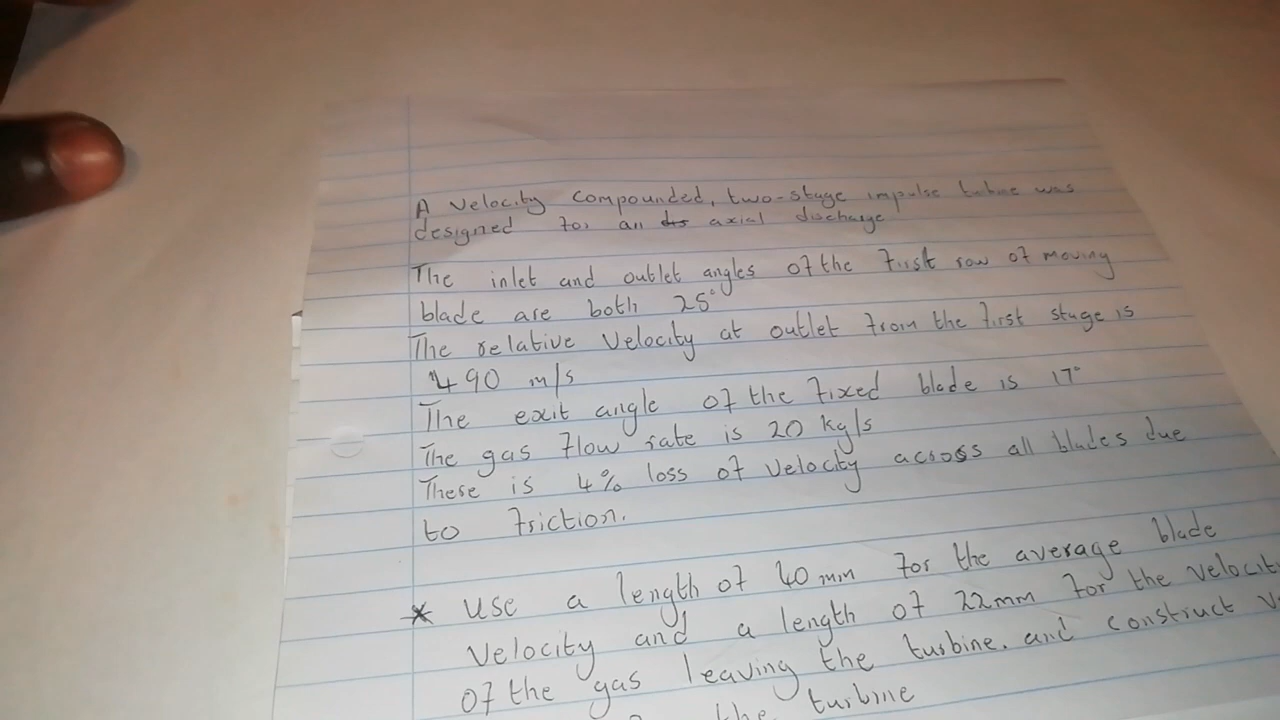 A velocity compounded, two-stage impulse tubine was
designed for an axial discharge
The inlet and outlet angles of the first row of moving
blade are both 25°
The relative velocity at outlet from the first stage is
490 m/s
The exit angle of the fixed blade is 17°
The gas flow rate is 20 kg/s
There is 4% loss of velocity across all blades due
to friction.
* use a length of 40 mm for the average blade
velocity and a length of 22mm for the velocit
of the gas leaving the turbine. and construct
the turbine